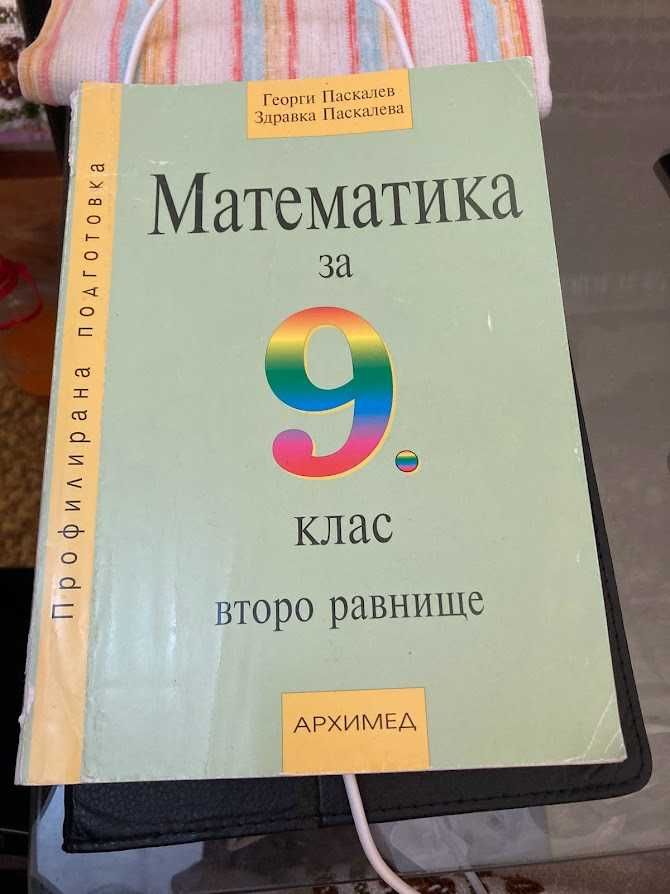 Георги Паскалев
Здравка Паскалева
Математика
за
9.
клас
второ равнище
АРХИМЕД
Профилирана подготовка